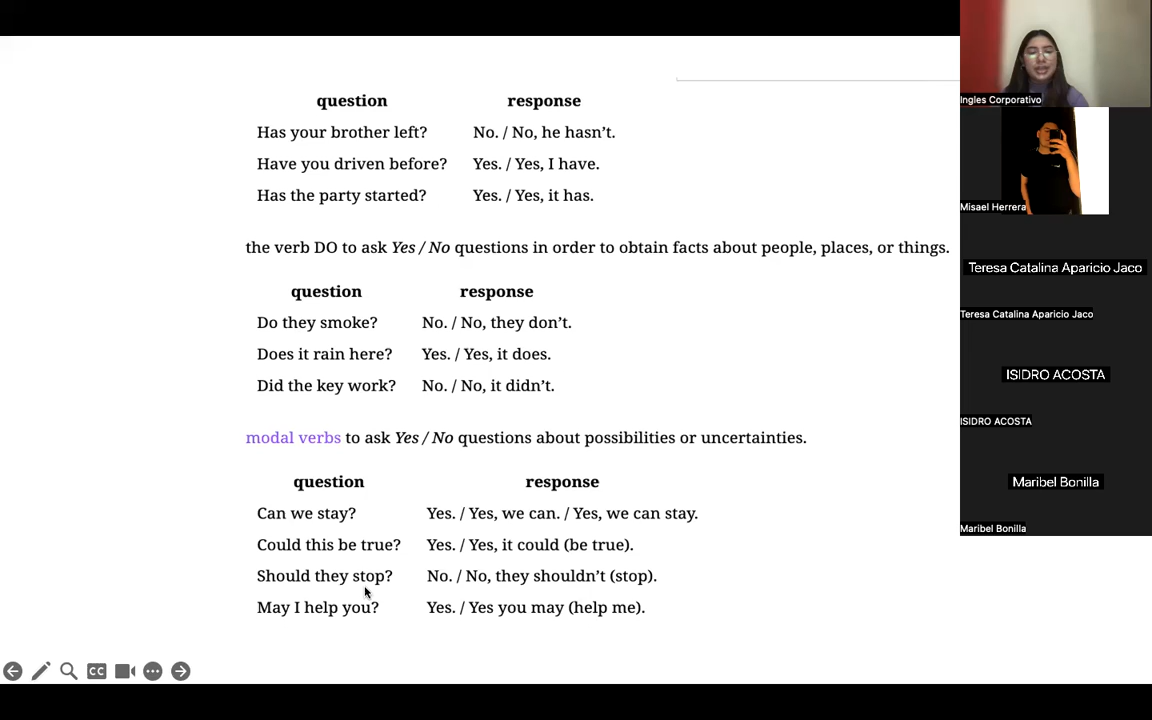 question response
Has your brother left? No. / No, he hasn’t.
Have you driven before? Yes. / Yes, I have.
Has the party started? Yes. / Yes, it has.
the verb DO to ask Yes / No questions in order to obtain facts about people, places, or things.
question response
Do they smoke? No. / No, they don’t.
Does it rain here? Yes. / Yes, it does.
Did the key work? No. / No, it didn’t.
modal verbs to ask Yes / No questions about possibilities or uncertainties.
question response
Can we stay? Yes. / Yes, we can. / Yes, we can stay.
Could this be true? Yes. / Yes, it could (be true).
Should they stop? No. / No, they shouldn’t (stop).
May I help you? Yes. / Yes you may (help me).
CC
Ingles Corporativo
Misael Herrera
Teresa Catalina Aparicio Jaco
Teresa Catalina Aparicio Jaco
ISIDRO ACOSTA
ISIDRO ACOSTA
Maribel Bonilla
Maribel Bonilla